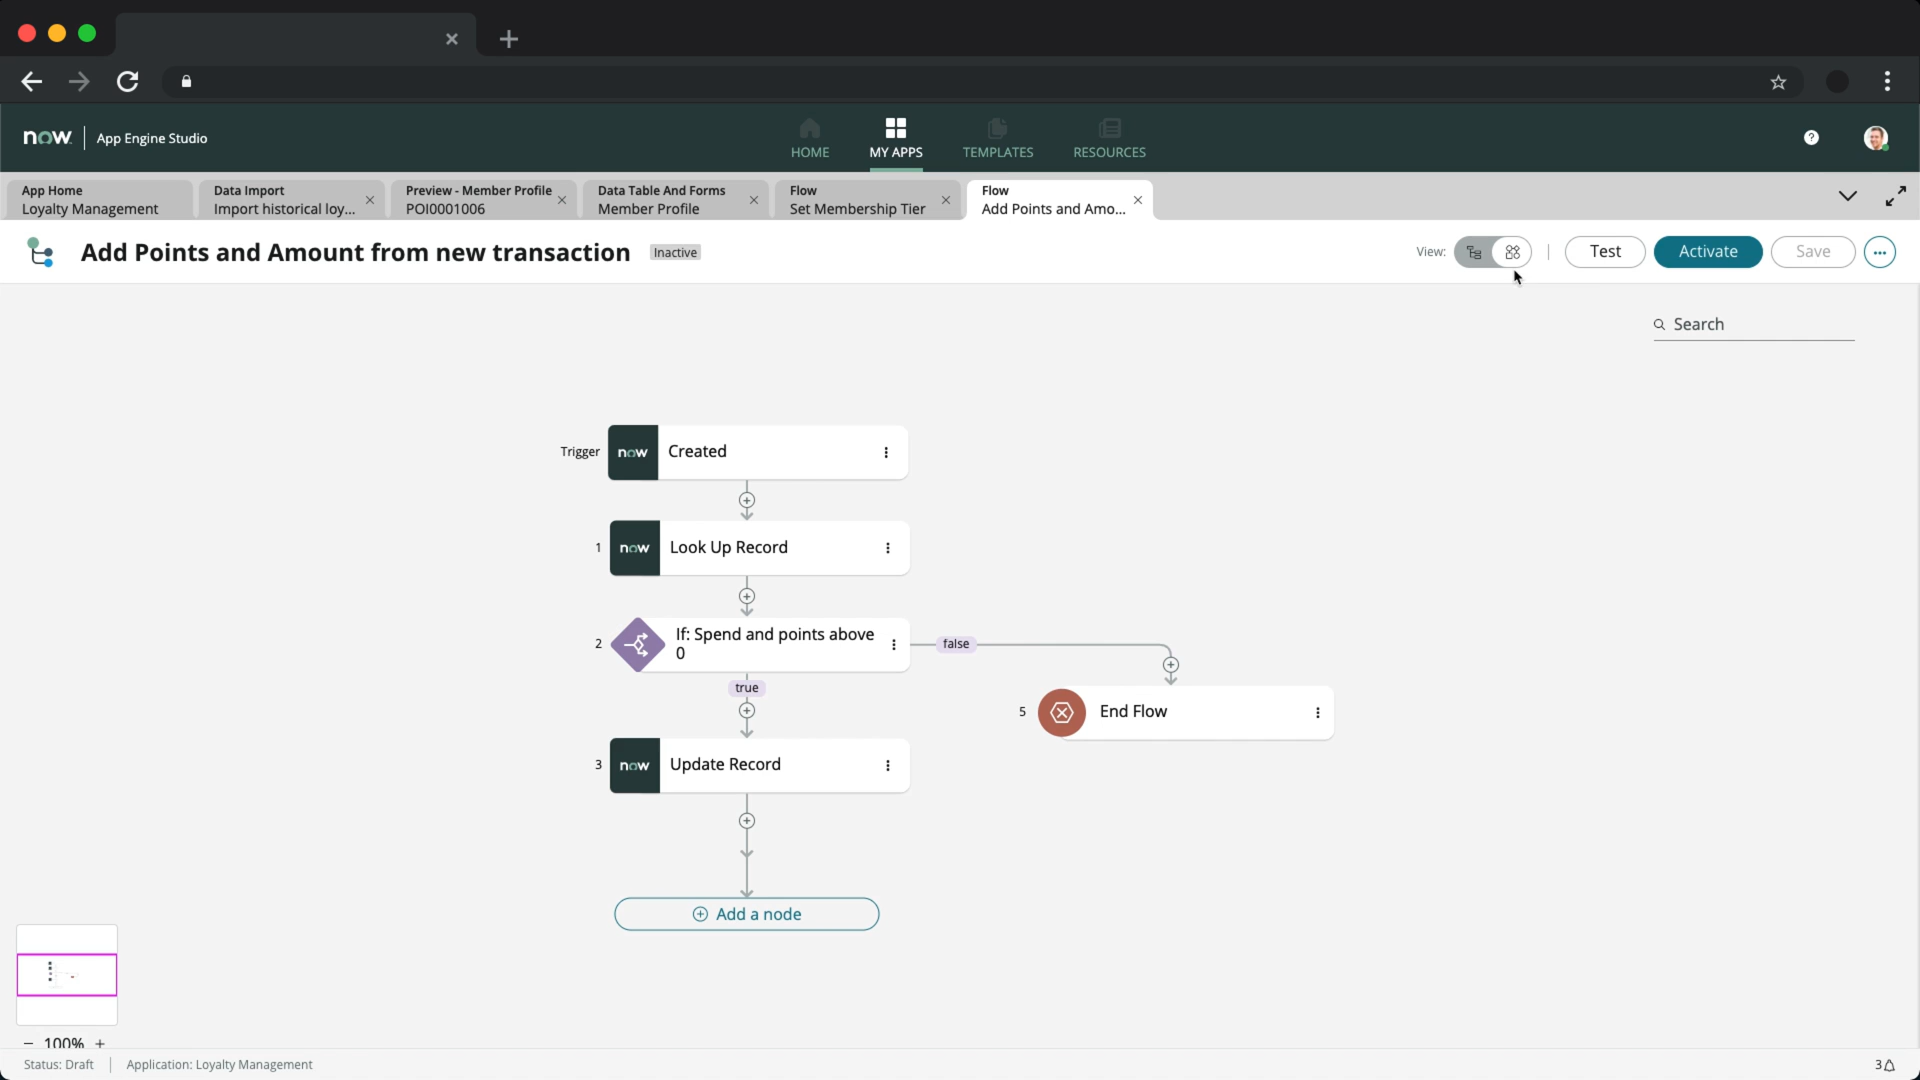 now. App Engine Studio
HOME
MY APPS
TEMPLATES
RESOURCES
?
App Home
Loyalty Management
Data Import
Import historical loy...
Preview - Member Profile
POI0001006
Data Table And Forms
Member Profile
Flow
Set Membership Tier
Flow
Add Points and Amo...
Add Points and Amount from new transaction
Inactive
View:
Test
Activate
Save
Search
Trigger
now
Created
1
now
Look Up Record
2
If: Spend and points above
0
false
true
5
End Flow
3
now
Update Record
Add a node
− 100% +
Status: Draft
Application: Loyalty Management
3